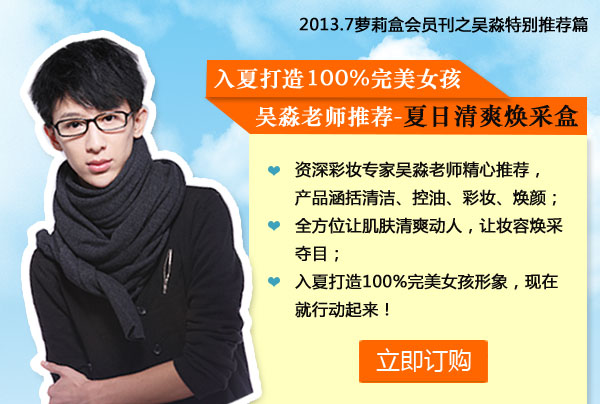 2013.7萝莉盒会员刊之吴淼特别推荐篇
入夏打造100%完美女孩
吴淼老师推荐-夏日清爽焕采盒
资深彩妆专家吴淼老师精心推荐，
产品涵括清洁、控油、彩妆、焕颜；
全方位让肌肤清爽动人，让妆容焕采
夺目；
入夏打造100%完美女孩形象，现在
就行动起来！
立即订购